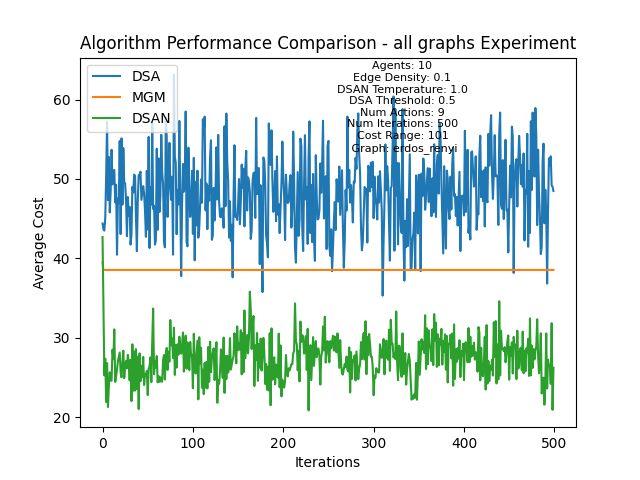 Algorithm Performance Comparison - all graphs Experiment
DSA
MGM
DSAN
Agents: 10
Edge Density: 0.1
DSAN Temperature: 1.0
DSA Threshold: 0.5
Num Actions: 9
Num Iterations: 500
Cost Range: 101
Graph: erdos_renyi
Average Cost
60
50
40
30
20
0
100
200
300
400
500
Iterations